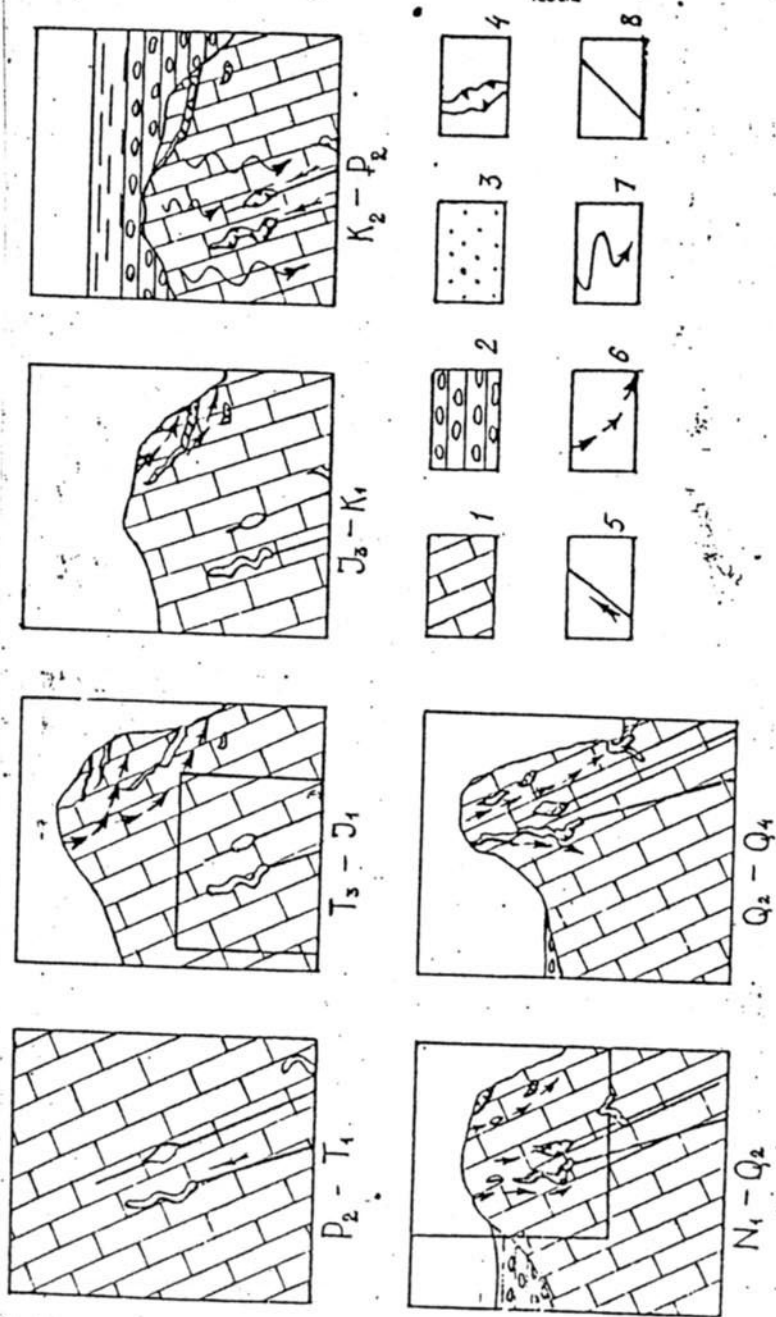 P₂ - T₁
T₃ - J₁
J₃ - K₁
K₂ - P₂
N₁ - Q₂
Q₂ - Q₄
1 2 3 4
5 6 7 8